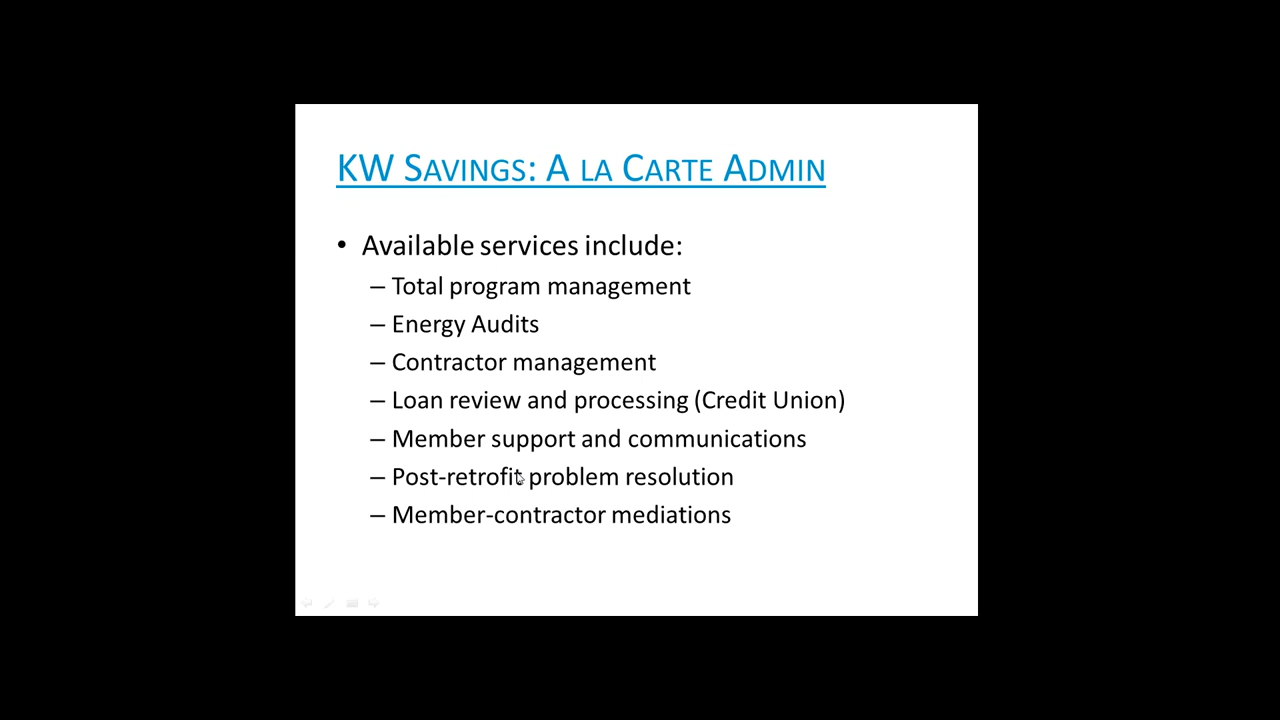 KW Savings: A la Carte Admin
• Available services include:
– Total program management
– Energy Audits
– Contractor management
– Loan review and processing (Credit Union)
– Member support and communications
– Post-retrofit problem resolution
– Member-contractor mediations